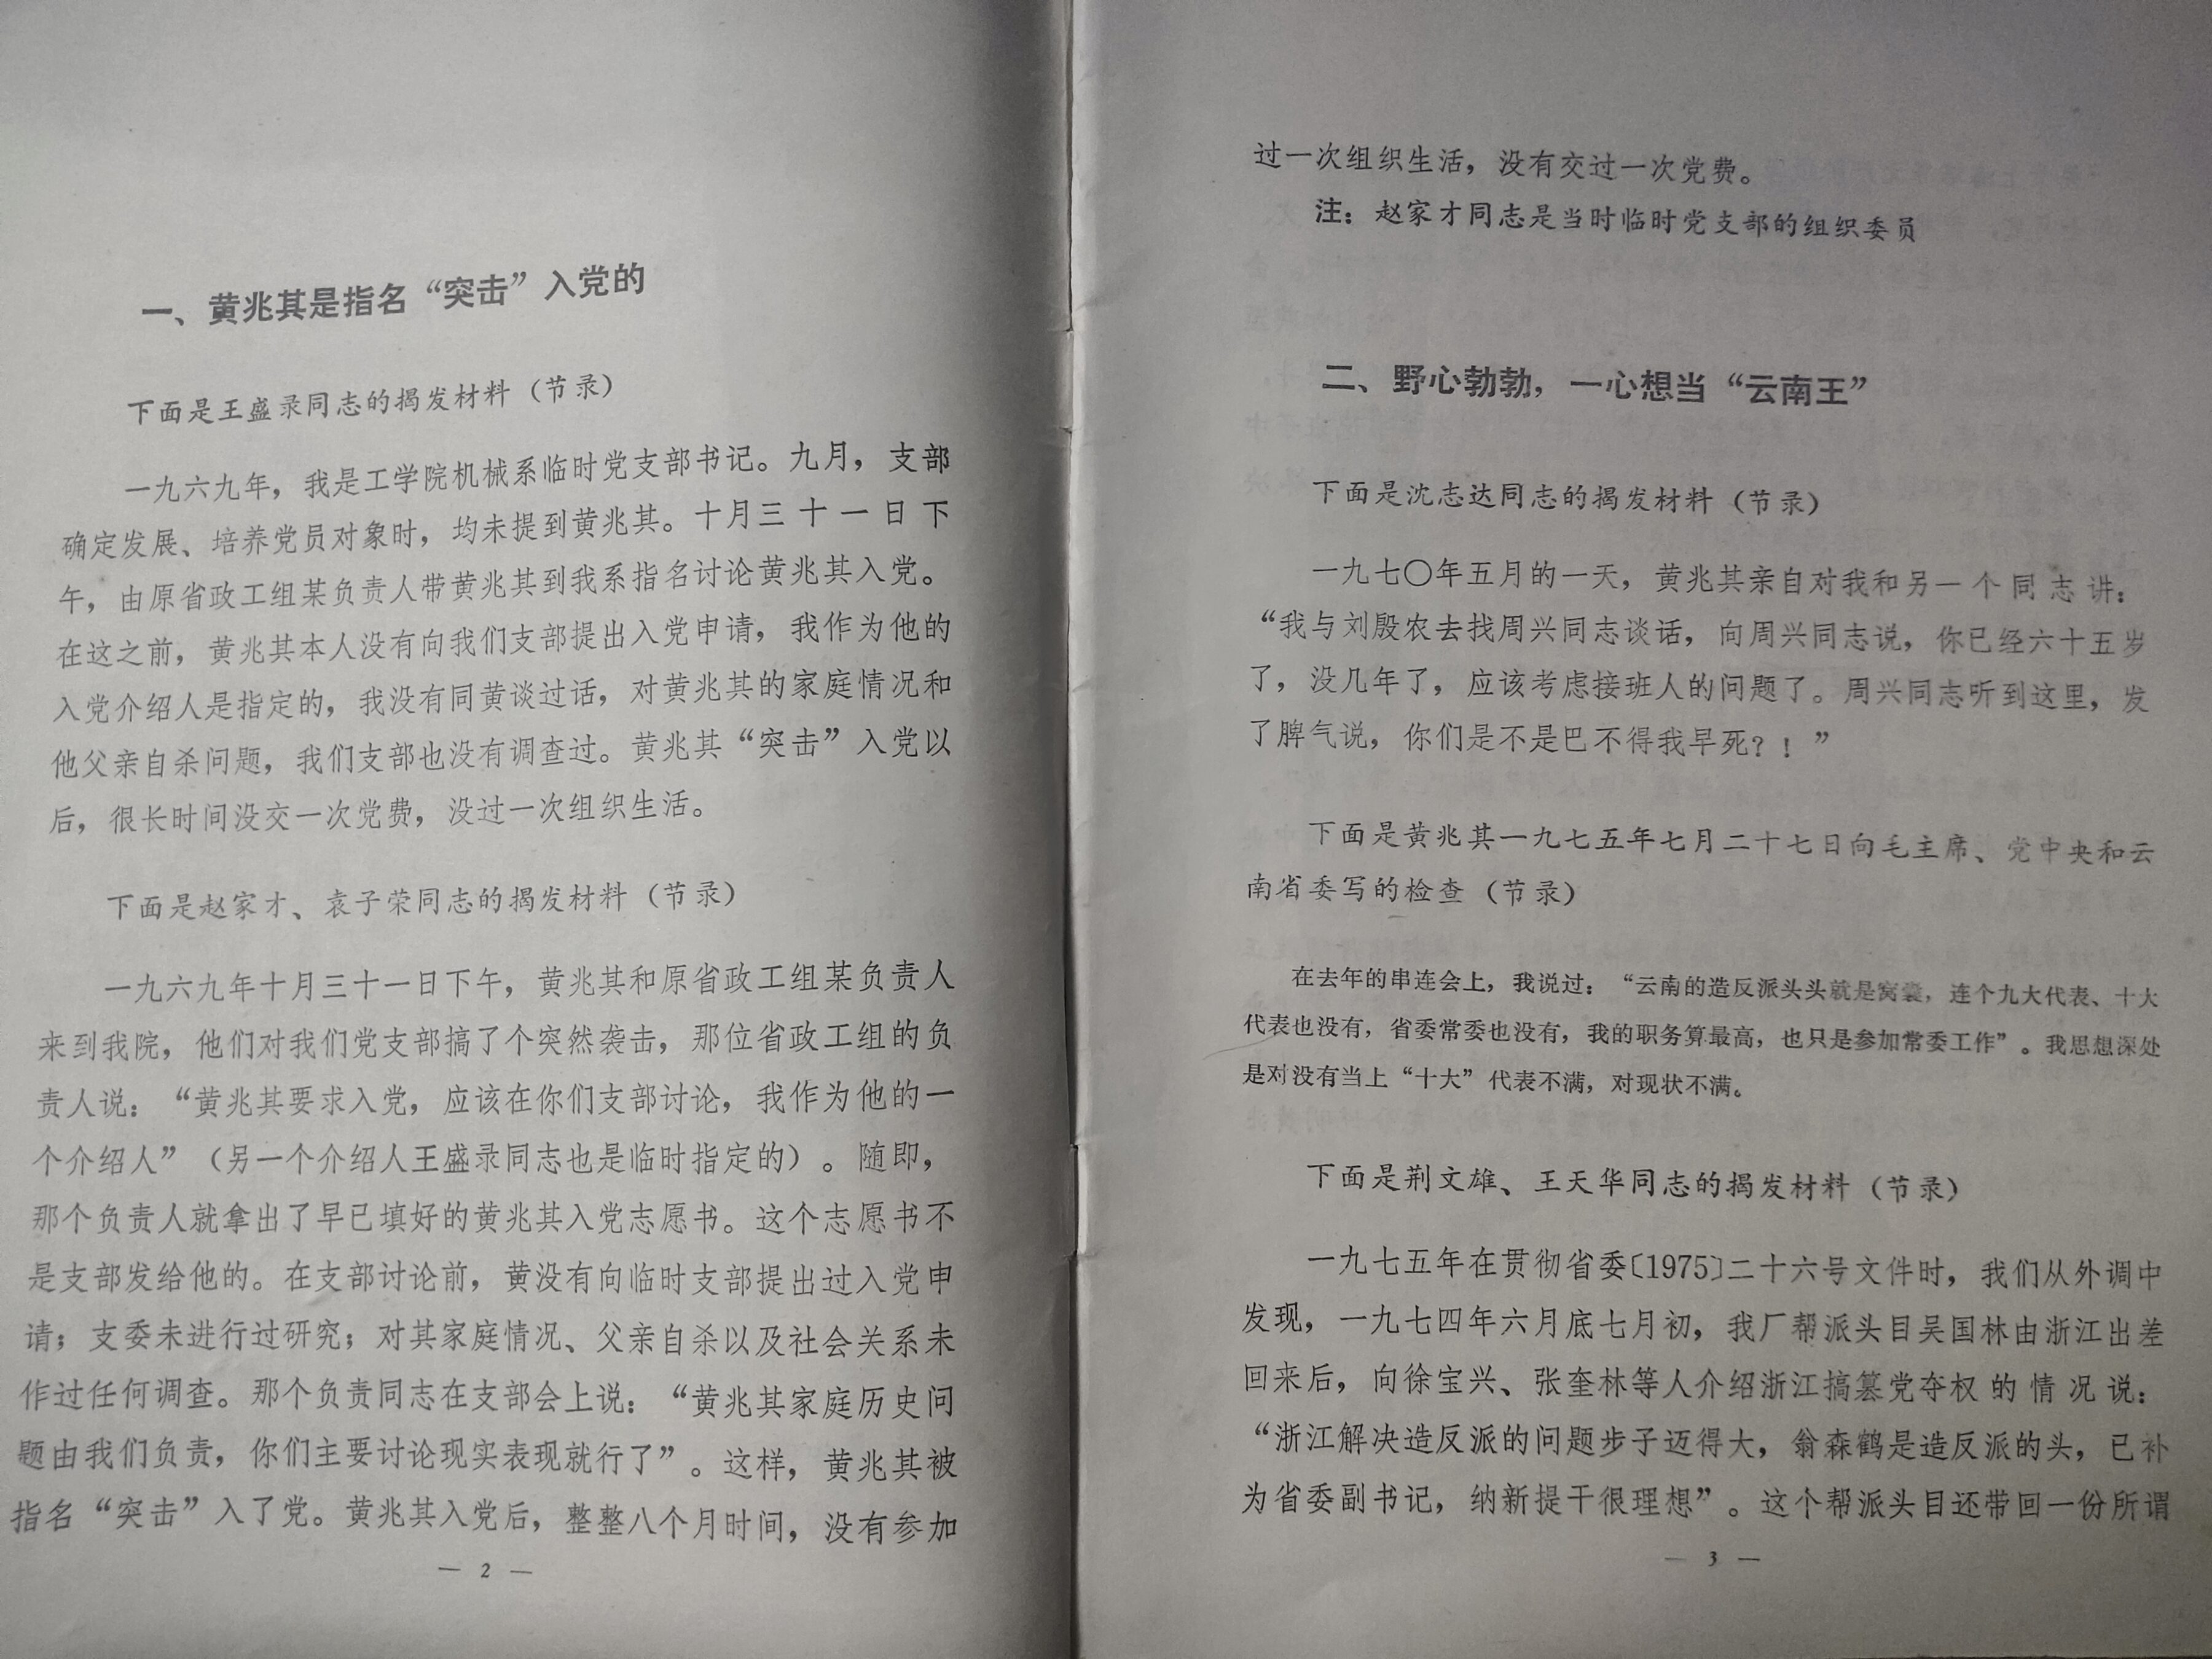 一、黄兆其是指名“突击”入党的
下面是王盛录同志的揭发材料（节录）
一九六九年，我是工学院机械系临时党支部书记。九月，支部
确定发展、培养党员对象时，均未提到黄兆其。十月三十一日下
午，由原省政工组某负责人带黄兆其到我系指名讨论黄兆其入党。
在这之前，黄兆其本人没有向我们支部提出入党申请，我作为他的
入党介绍人是指定的，我没有同黄谈过话，对黄兆其的家庭情况和
他父亲自杀问题，我们支部也没有调查过。黄兆其“突击”入党以
后，很长时间没交一次党费，没过一次组织生活。
下面是赵家才、袁子荣同志的揭发材料（节录）
一九六九年十月三十一日下午，黄兆其和原省政工组某负责人
来到我院，他们对我们党支部搞了个突然袭击，那位省政工组的负
责人说：“黄兆其要求入党，应该在你们支部讨论，我作为他的一
个介绍人”（另一个介绍人王盛录同志也是临时指定的）。随即，
那个负责人就拿出了早已填好的黄兆其入党志愿书。这个志愿书不
是支部发给他的。在支部讨论前，黄没有向临时支部提出过入党申
请；支委未进行过研究；对其家庭情况、父亲自杀以及社会关系未
作过任何调查。那个负责同志在支部会上说：“黄兆其家庭历史问
题由我们负责，你们主要讨论现实表现就行了”。这样，黄兆其被
指名“突击”入了党。黄兆其入党后，整整八个月时间，没有参加
— 2 —
过一次组织生活，没有交过一次党费。
注：赵家才同志是当时临时党支部的组织委员
二、野心勃勃，一心想当“云南王”
下面是沈志达同志的揭发材料（节录）
一九七〇年五月的一天，黄兆其亲自对我和另一个同志讲：
“我与刘殷农去找周兴同志谈话，向周兴同志说，你已经六十五岁
了，没几年了，应该考虑接班人的问题了。周兴同志听到这里，发
了脾气说，你们是不是巴不得我早死？！”
下面是黄兆其一九七五年七月二十七日向毛主席、党中央和云
南省委写的检查（节录）
在去年的串连会上，我说过：“云南的造反派头头就是窝囊，连个九大代表、十大
代表也没有，省委常委也没有，我的职务算最高，也只是参加常委工作”。我思想深处
是对没有当上“十大”代表不满，对现状不满。
下面是荆文雄、王天华同志的揭发材料（节录）
一九七五年在贯彻省委〔1975〕二十六号文件时，我们从外调中
发现，一九七四年六月底七月初，我厂帮派头目吴国林由浙江出差
回来后，向徐宝兴、张奎林等人介绍浙江搞篡党夺权的情况说：
“浙江解决造反派的问题步子迈得大，翁森鹤是造反派的头，已补
为省委副书记，纳新提干很理想”。这个帮派头目还带回一份所谓
— 3 —